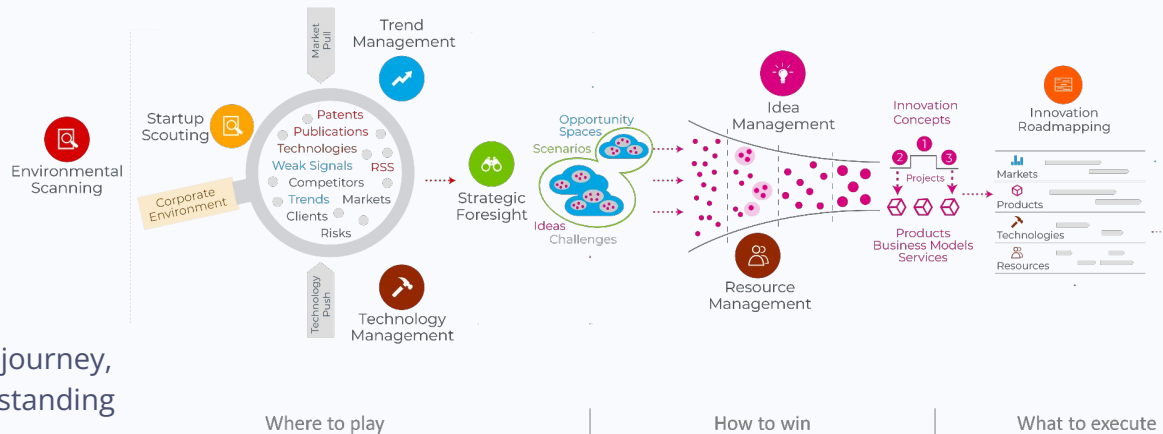 Environmental
Scanning
Startup
Scouting
Corporate
Environment
Market
Pull
Trend
Management
Patents
Publications
Technologies
Weak Signals
RSS
Competitors
Trends
Markets
Clients
Risks
Technology
Push
Technology
Management
Strategic
Foresight
Opportunity
Spaces
Scenarios
Ideas
Challenges
Idea
Management
Resource
Management
Innovation
Concepts
1
2
3
Projects
Products
Business Models
Services
Innovation
Roadmapping
Markets
Products
Technologies
Resources
journey,
standing
Where to play
How to win
What to execute